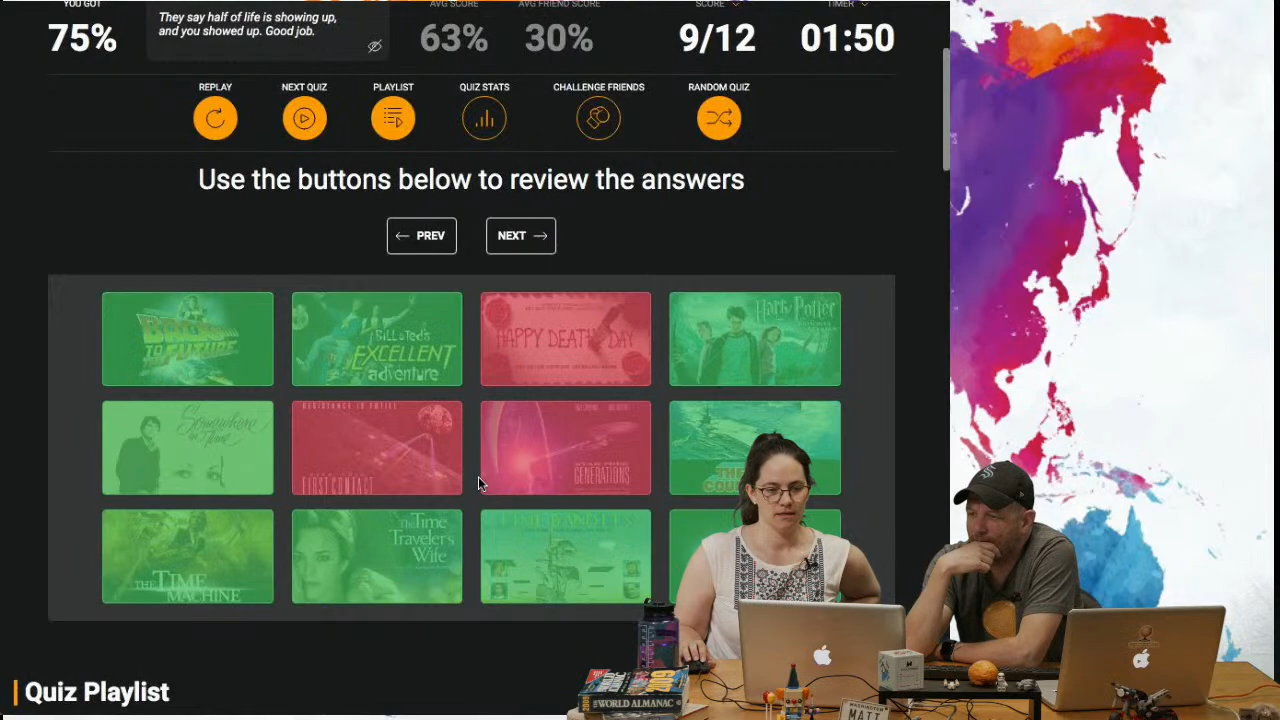 YOU GOT
75%
They say half of life is showing up,
and you showed up. Good job.
AVG SCORE
63%
AVG FRIEND SCORE
30%
SCORE
9/12
TIMER
01:50
REPLAY
NEXT QUIZ
PLAYLIST
QUIZ STATS
CHALLENGE FRIENDS
RANDOM QUIZ
Use the buttons below to review the answers
← PREV
NEXT →
BACK
TO THE
FUTURE
BILL & TED'S
EXCELLENT
adventure
HAPPY DEATH DAY
Harry Potter
Somewhere
in Time
RESISTANCE IS FUTILE
FIRST CONTACT
GENERATIONS
THE TIME
MACHINE
The Time
Traveler's
Wife
TIME BANDITS
WORLD ALMANAC
WASHINGTON
MATT
Quiz Playlist